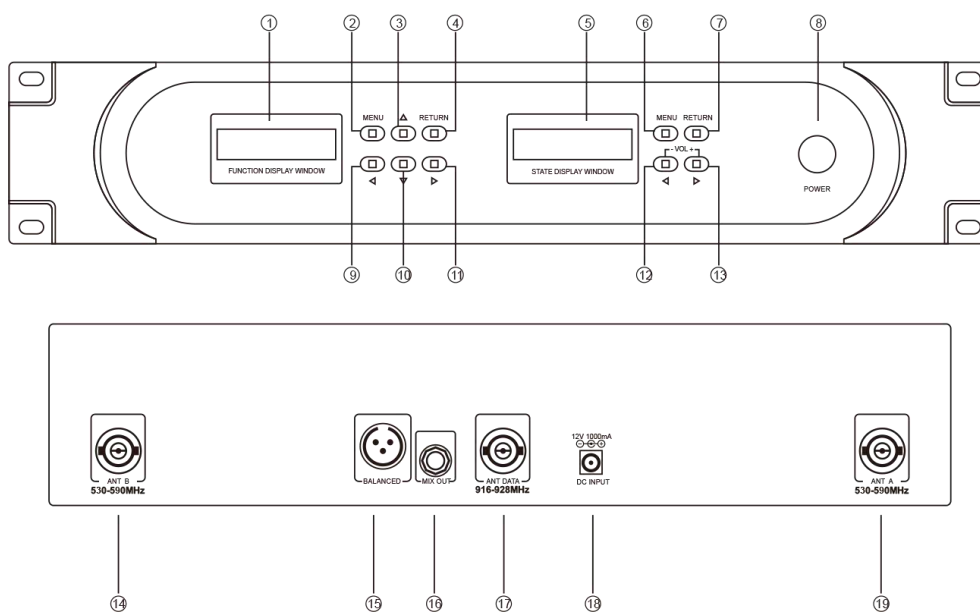 ① ② ③ ④ ⑤ ⑥ ⑦ ⑧
MENU △ RETURN
MENU RETURN
- VOL +
FUNCTION DISPLAY WINDOW
STATE DISPLAY WINDOW
POWER
⑨ ⑩ ⑪ ⑫ ⑬
12V 1000mA
ANT B
530-590MHz
BALANCED
MIX OUT
ANT DATA
916-928MHz
DC INPUT
ANT A
530-590MHz
⑭ ⑮ ⑯ ⑰ ⑱ ⑲